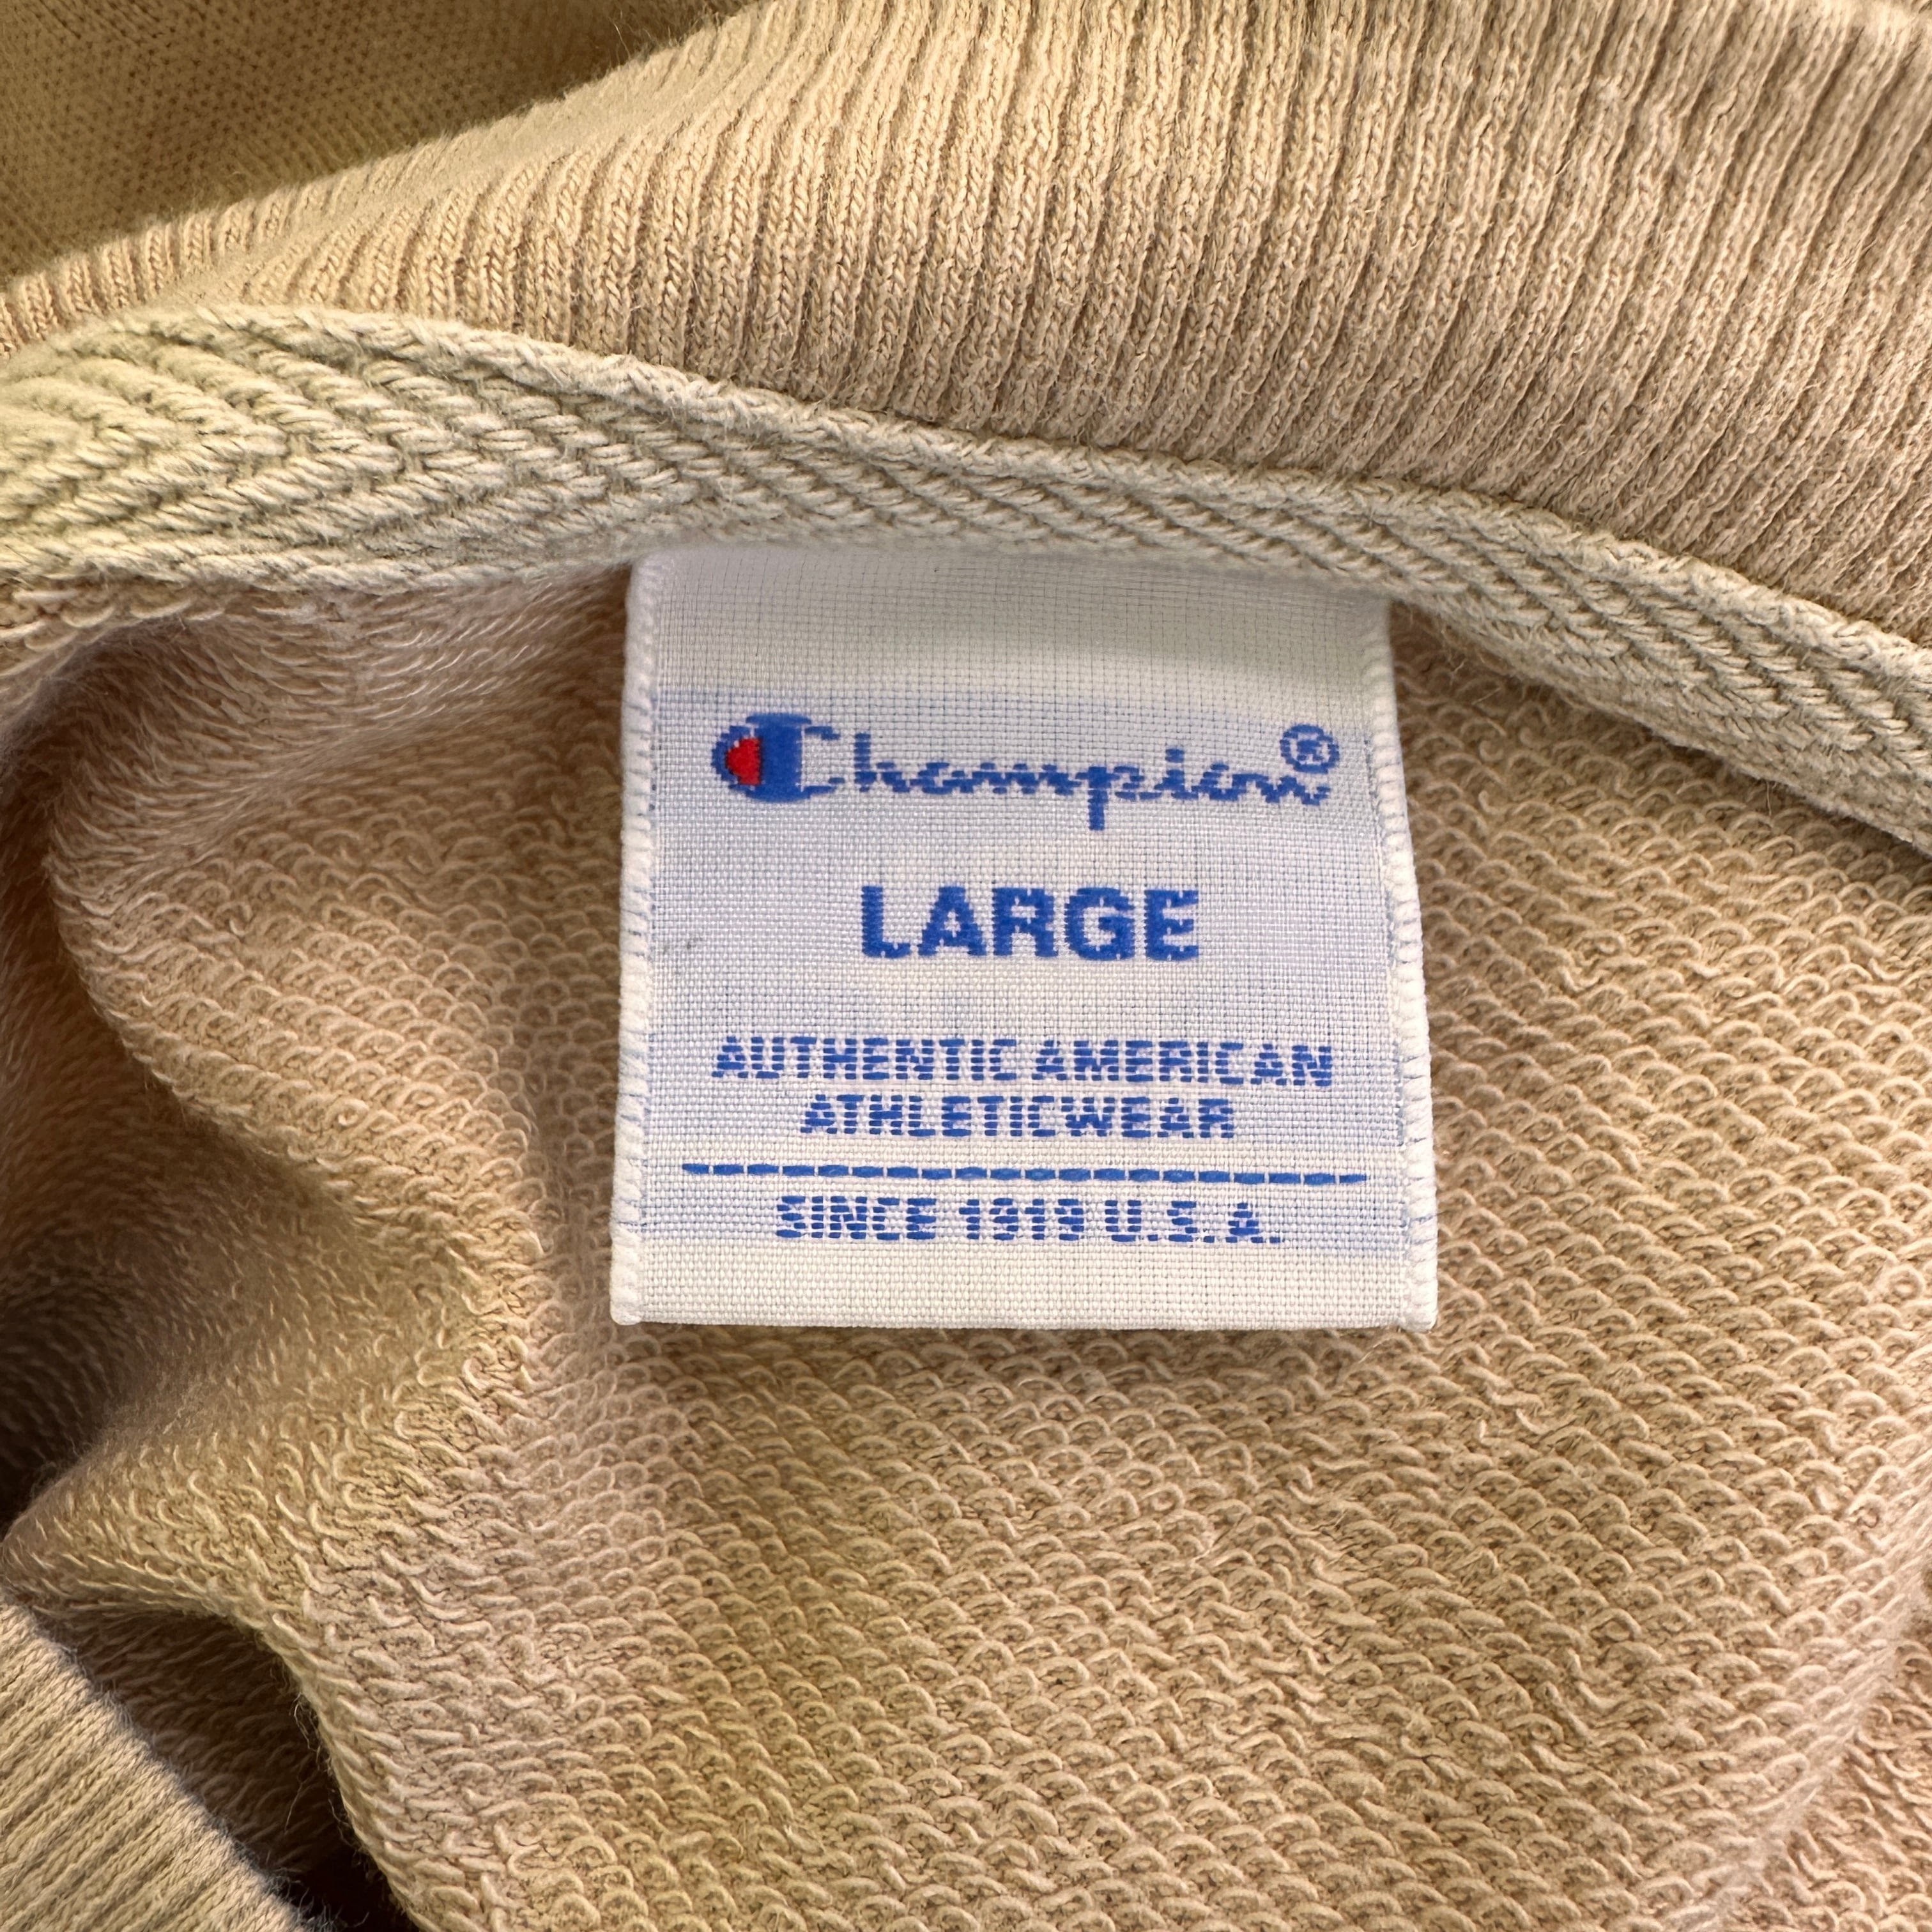 Champion®
LARGE
AUTHENTIC AMERICAN
ATHLETICWEAR
SINCE 1919 U.S.A.